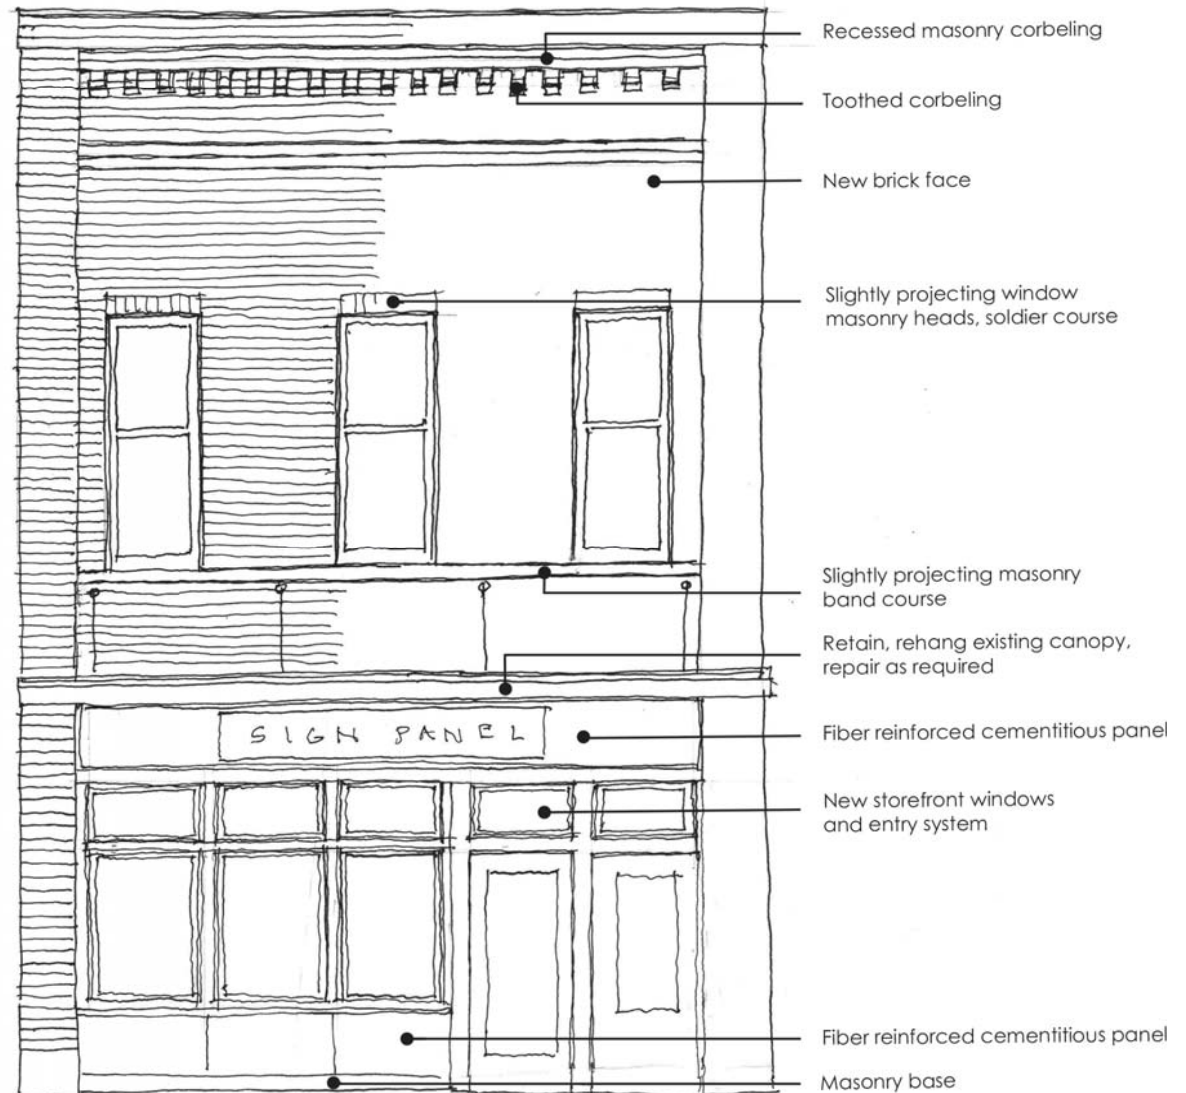 Recessed masonry corbeling
Toothed corbeling
New brick face
Slightly projecting window
masonry heads, soldier course
Slightly projecting masonry
band course
Retain, rehang existing canopy,
repair as required
SIGN PANEL
Fiber reinforced cementitious panel
New storefront windows
and entry system
Fiber reinforced cementitious panel
Masonry base